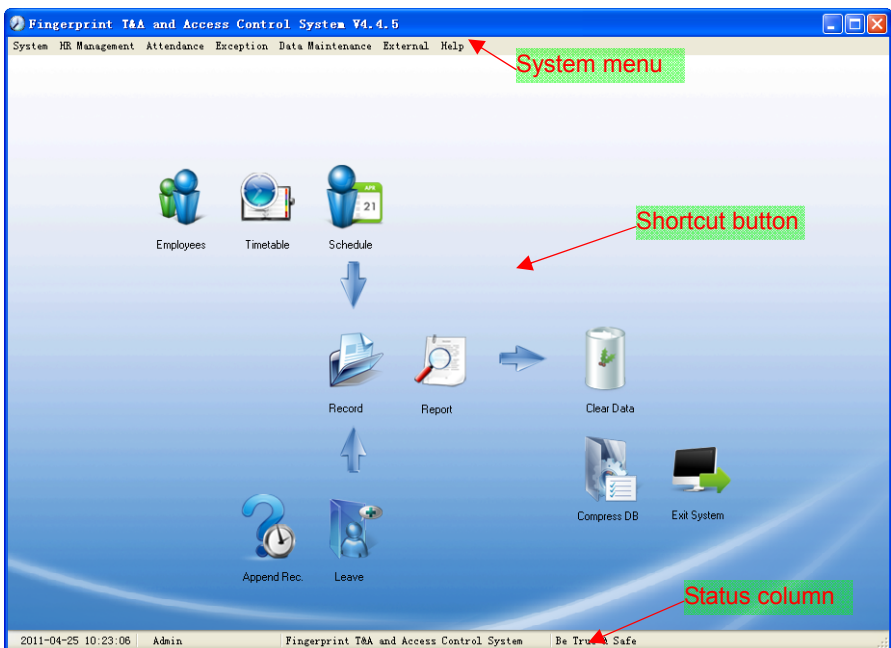 Fingerprint T&A and Access Control System V4.4.5
System HR Management Attendance Exception Data Maintenance External Help
System menu
APR
21
Employees Timetable Schedule
Shortcut button
Record Report Clear Data
Compress DB Exit System
Append Rec. Leave
Status column
2011-04-25 10:23:06 Admin Fingerprint T&A and Access Control System Be True & Safe